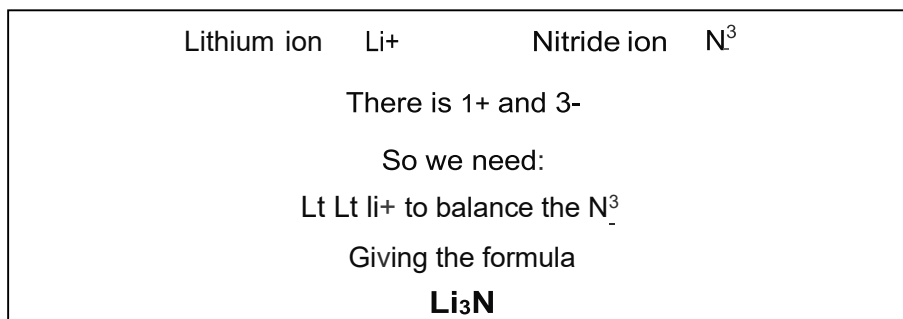 Lithium ion Li+ Nitride ion N³-
There is 1+ and 3-
So we need:
Lt Lt li+ to balance the N³-
Giving the formula
Li₃N